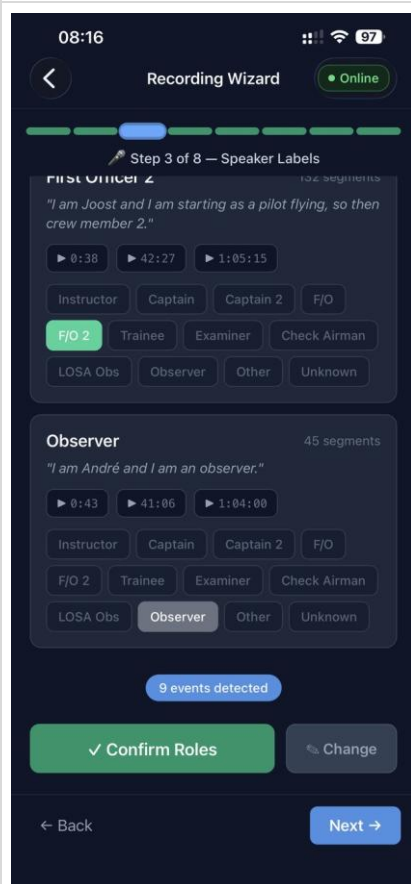 08:16
97
Recording Wizard
Online
Step 3 of 8 — Speaker Labels
First Officer 2
132 segments
"I am Joost and I am starting as a pilot flying, so then
crew member 2."
▶ 0:38 ▶ 42:27 ▶ 1:05:15
Instructor Captain Captain 2 F/O
F/O 2 Trainee Examiner Check Airman
LOSA Obs Observer Other Unknown
Observer
45 segments
"I am André and I am an observer."
▶ 0:43 ▶ 41:06 ▶ 1:04:00
Instructor Captain Captain 2 F/O
F/O 2 Trainee Examiner Check Airman
LOSA Obs Observer Other Unknown
9 events detected
✓ Confirm Roles
✎ Change
← Back
Next →